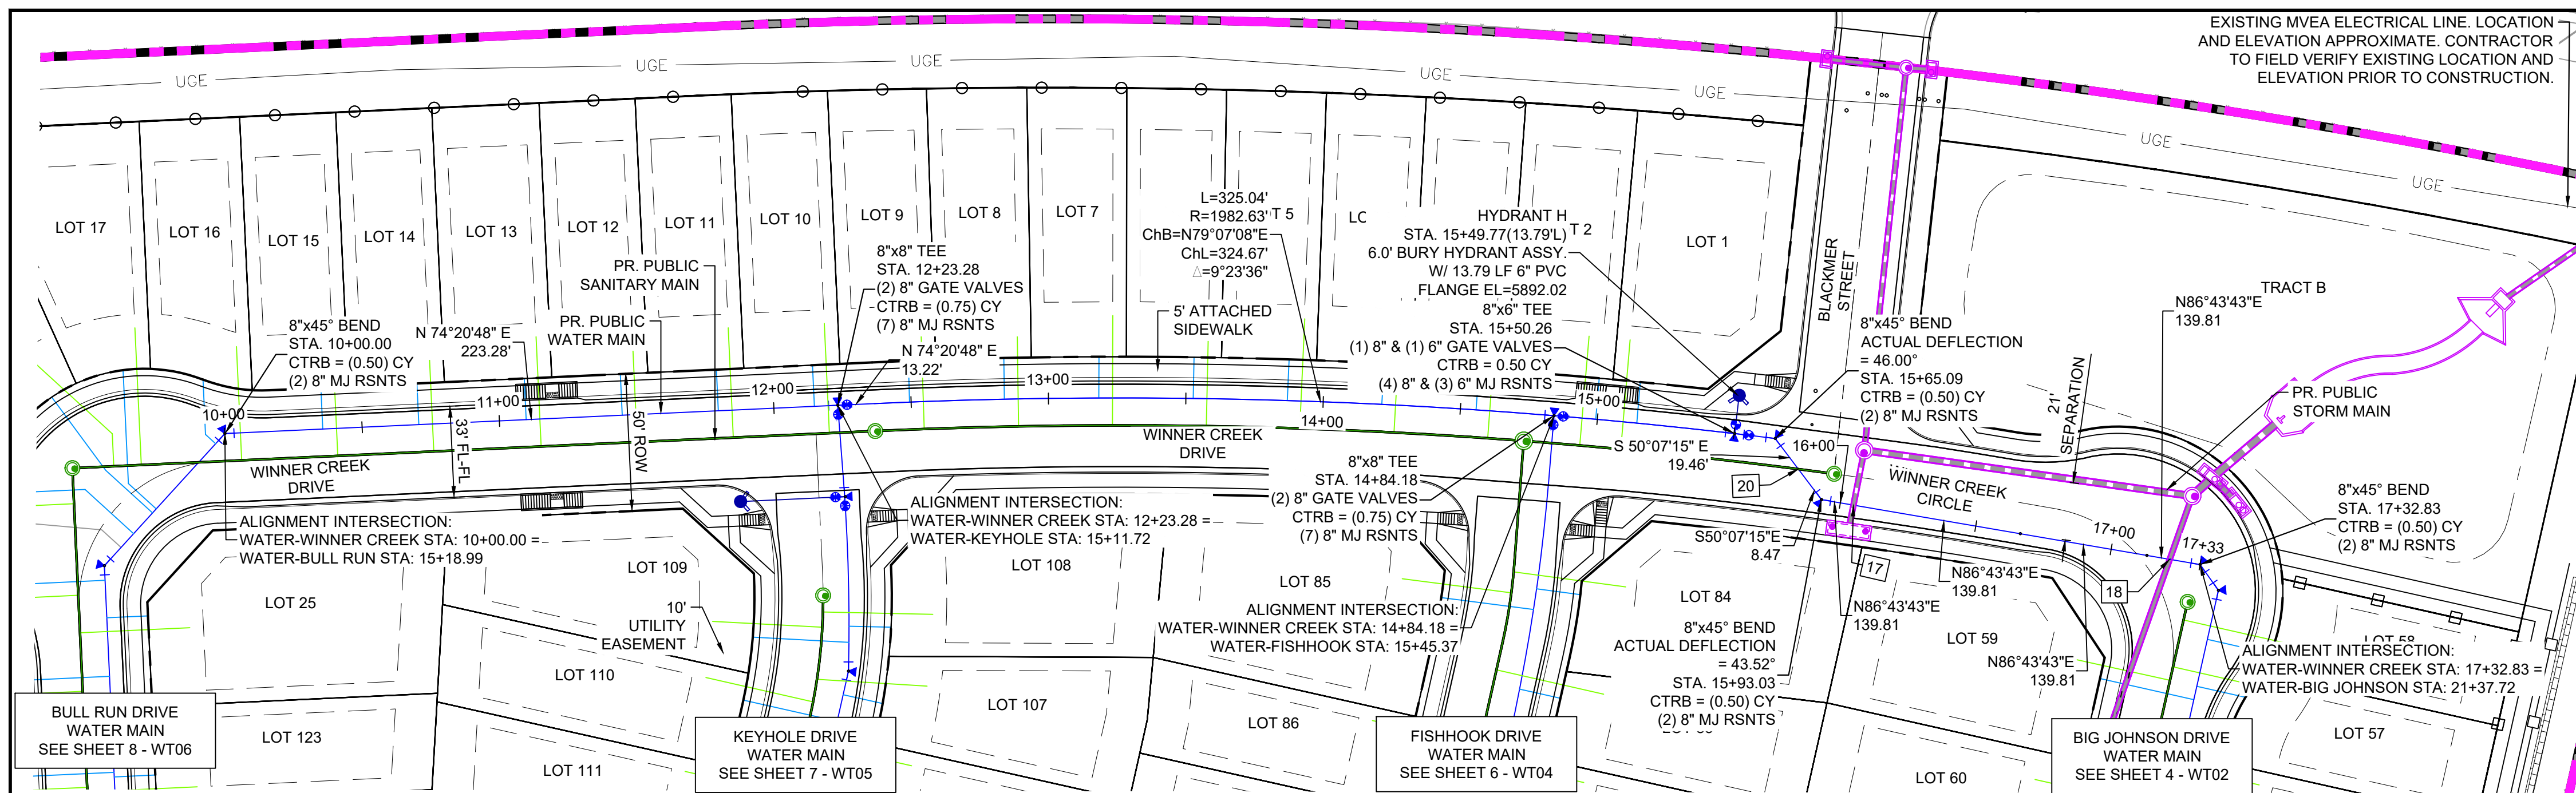 EXISTING MVEA ELECTRICAL LINE. LOCATION
AND ELEVATION APPROXIMATE. CONTRACTOR
TO FIELD VERIFY EXISTING LOCATION AND
ELEVATION PRIOR TO CONSTRUCTION.
UGE
UGE
UGE
UGE
UGE
UGE
UGE
LOT 17
LOT 16
LOT 15
LOT 14
LOT 13
LOT 12
LOT 11
LOT 10
LOT 9
LOT 8
LOT 7
T 5
LC
T 2
LOT 1
L=325.04'
R=1982.63'
ChB=N79°07'08"E
ChL=324.67'
△=9°23'36"
HYDRANT H
STA. 15+49.77(13.79'L)
6.0' BURY HYDRANT ASSY.
W/ 13.79 LF 6" PVC
FLANGE EL=5892.02
8"x6" TEE
STA. 15+50.26
(1) 8" & (1) 6" GATE VALVES
CTRB = 0.50 CY
(4) 8" & (3) 6" MJ RSNTS
8"x8" TEE
STA. 12+23.28
(2) 8" GATE VALVES
CTRB = (0.75) CY
(7) 8" MJ RSNTS
PR. PUBLIC
SANITARY MAIN
PR. PUBLIC
WATER MAIN
8"x45° BEND
STA. 10+00.00
CTRB = (0.50) CY
(2) 8" MJ RSNTS
N 74°20'48" E
223.28'
N 74°20'48" E
13.22'
5' ATTACHED
SIDEWALK
BLACKMER
STREET
8"x45° BEND
ACTUAL DEFLECTION
= 46.00°
STA. 15+65.09
CTRB = (0.50) CY
(2) 8" MJ RSNTS
N86°43'43"E
139.81
TRACT B
21'
SEPARATION
PR. PUBLIC
STORM MAIN
10+00
11+00
12+00
13+00
14+00
15+00
16+00
17+00
17+33
33' FL-FL
50' ROW
WINNER CREEK
DRIVE
WINNER CREEK
DRIVE
WINNER CREEK
CIRCLE
S 50°07'15" E
19.46'
20
8"x8" TEE
STA. 14+84.18
(2) 8" GATE VALVES
CTRB = (0.75) CY
(7) 8" MJ RSNTS
8"x45° BEND
STA. 17+32.83
CTRB = (0.50) CY
(2) 8" MJ RSNTS
ALIGNMENT INTERSECTION:
WATER-WINNER CREEK STA: 10+00.00 =
WATER-BULL RUN STA: 15+18.99
ALIGNMENT INTERSECTION:
WATER-WINNER CREEK STA: 12+23.28 =
WATER-KEYHOLE STA: 15+11.72
S50°07'15"E
8.47
17
18
N86°43'43"E
139.81
N86°43'43"E
139.81
N86°43'43"E
139.81
LOT 25
LOT 109
LOT 108
LOT 85
LOT 84
LOT 59
LOT 58
10'
UTILITY
EASEMENT
ALIGNMENT INTERSECTION:
WATER-WINNER CREEK STA: 14+84.18 =
WATER-FISHHOOK STA: 15+45.37
8"x45° BEND
ACTUAL DEFLECTION
= 43.52°
STA. 15+93.03
CTRB = (0.50) CY
(2) 8" MJ RSNTS
ALIGNMENT INTERSECTION:
WATER-WINNER CREEK STA: 17+32.83 =
WATER-BIG JOHNSON STA: 21+37.72
LOT 110
LOT 107
LOT 86
LOT 57
LOT 123
LOT 111
LOT 60
BULL RUN DRIVE
WATER MAIN
SEE SHEET 8 - WT06
KEYHOLE DRIVE
WATER MAIN
SEE SHEET 7 - WT05
FISHHOOK DRIVE
WATER MAIN
SEE SHEET 6 - WT04
BIG JOHNSON DRIVE
WATER MAIN
SEE SHEET 4 - WT02